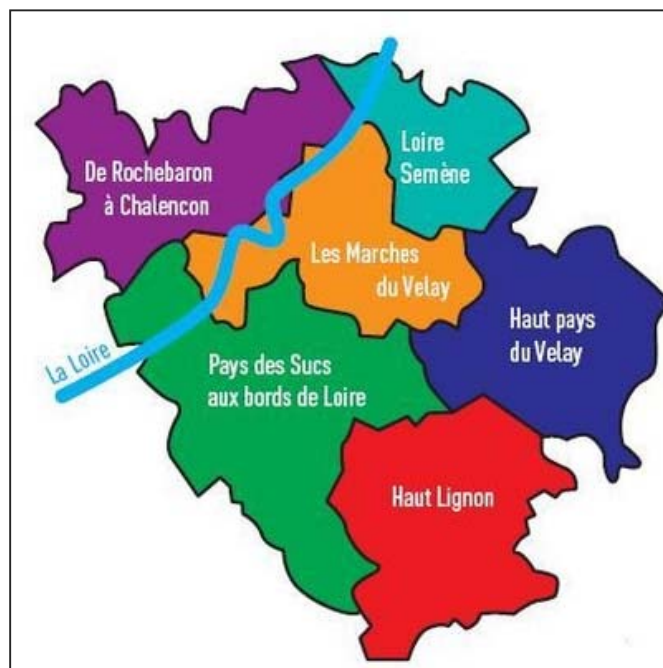 De Rochebaron
à Chalencon
Loire
Semène
Les Marches
du Velay
Haut pays
du Velay
La Loire
Pays des Sucs
aux bords de Loire
Haut Lignon